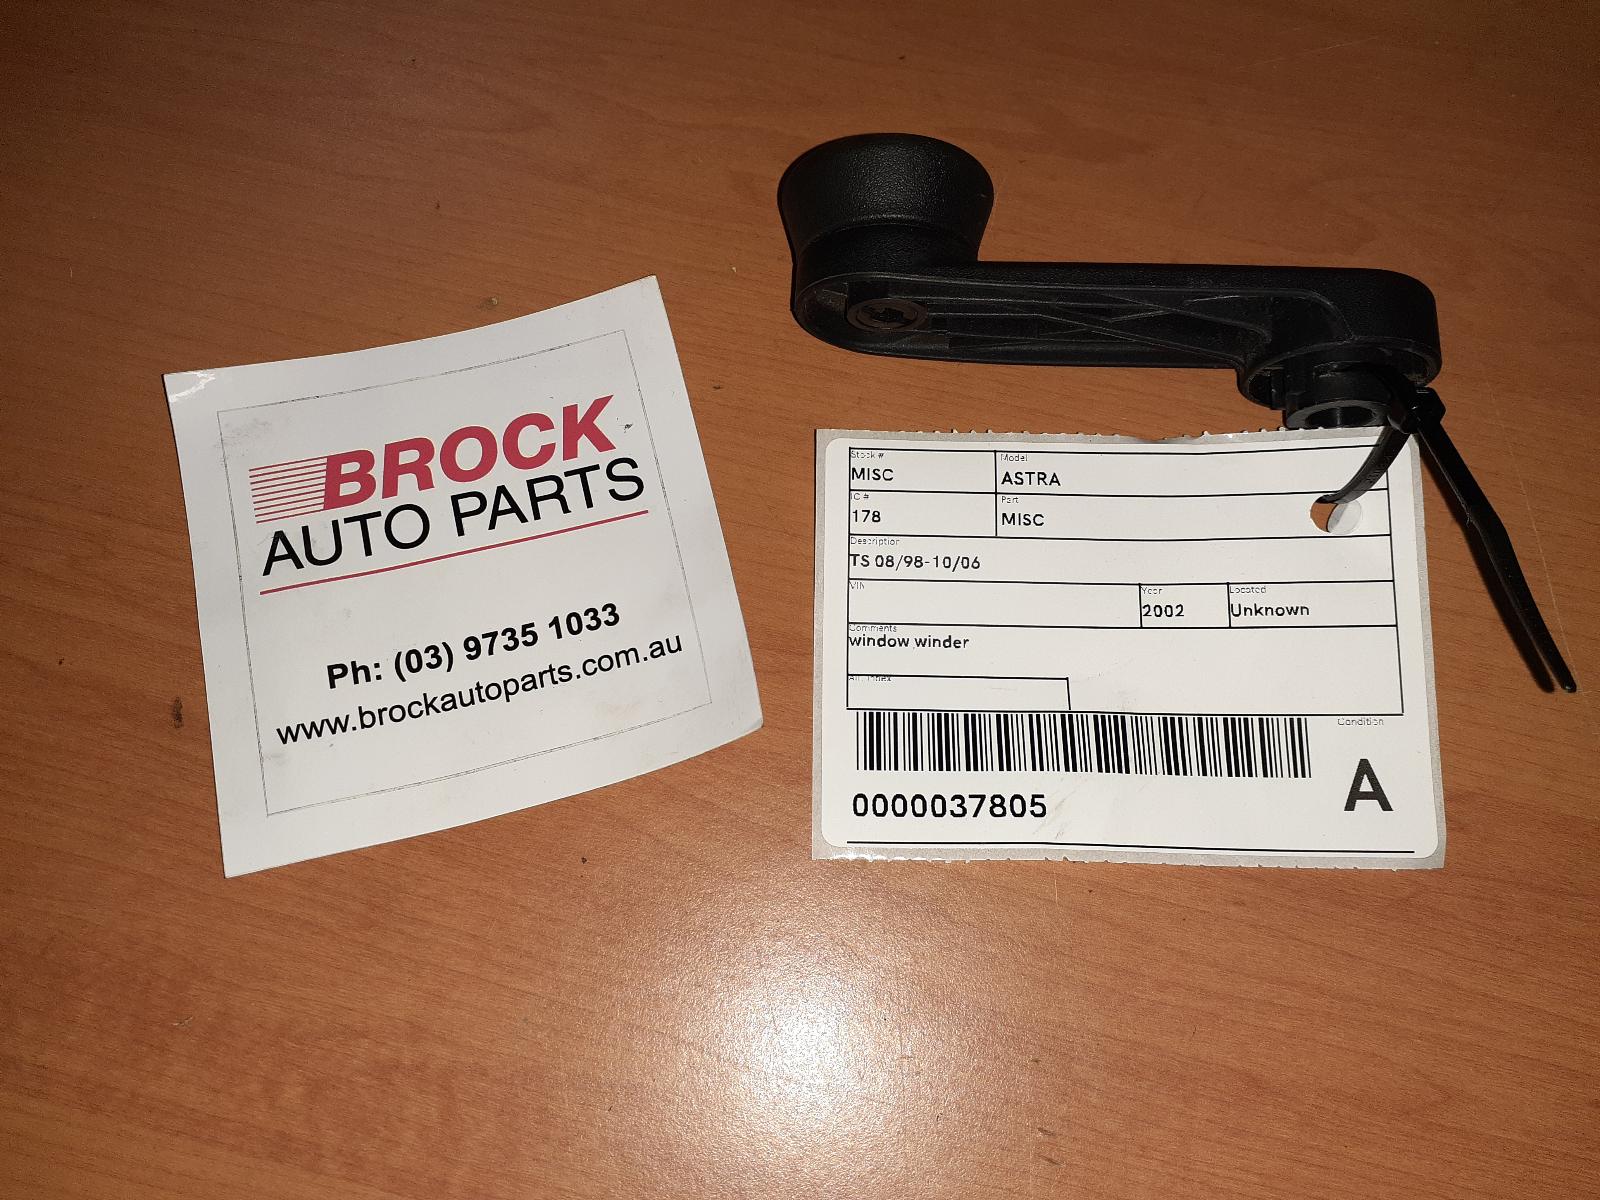 BROCK
AUTO PARTS
Ph: (03) 9735 1033
www.brockautoparts.com.au
Stock # Model
MISC ASTRA
IC # Part
178 MISC
Description
TS 08/98-10/06
VIN Year Located
2002 Unknown
Comments
window winder
Condition
A
0000037805